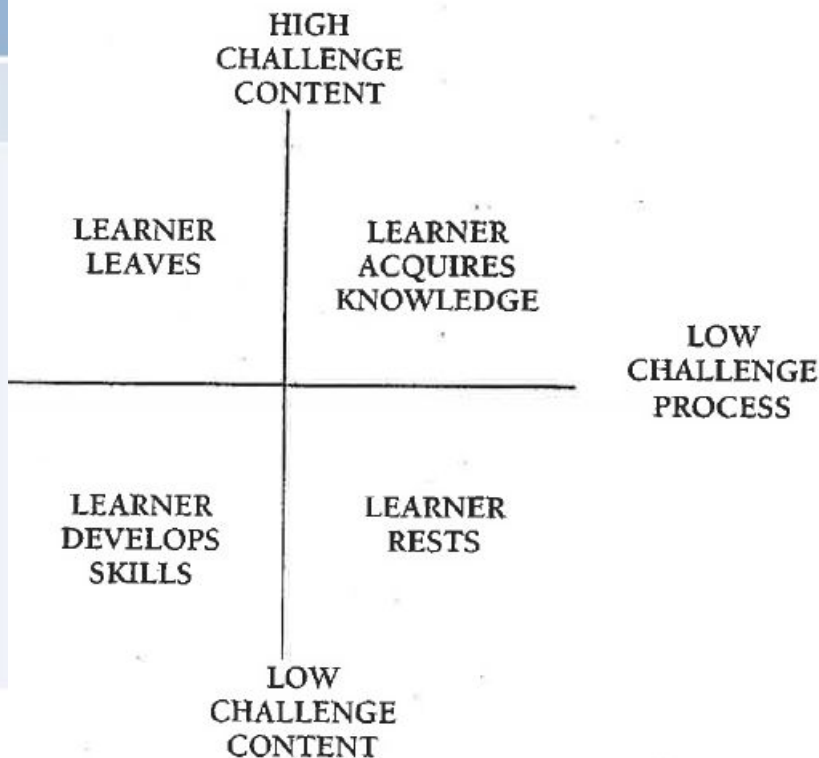 HIGH
CHALLENGE
CONTENT
LEARNER
LEAVES
LEARNER
ACQUIRES
KNOWLEDGE
LOW
CHALLENGE
PROCESS
LEARNER
DEVELOPS
SKILLS
LEARNER
RESTS
LOW
CHALLENGE
CONTENT